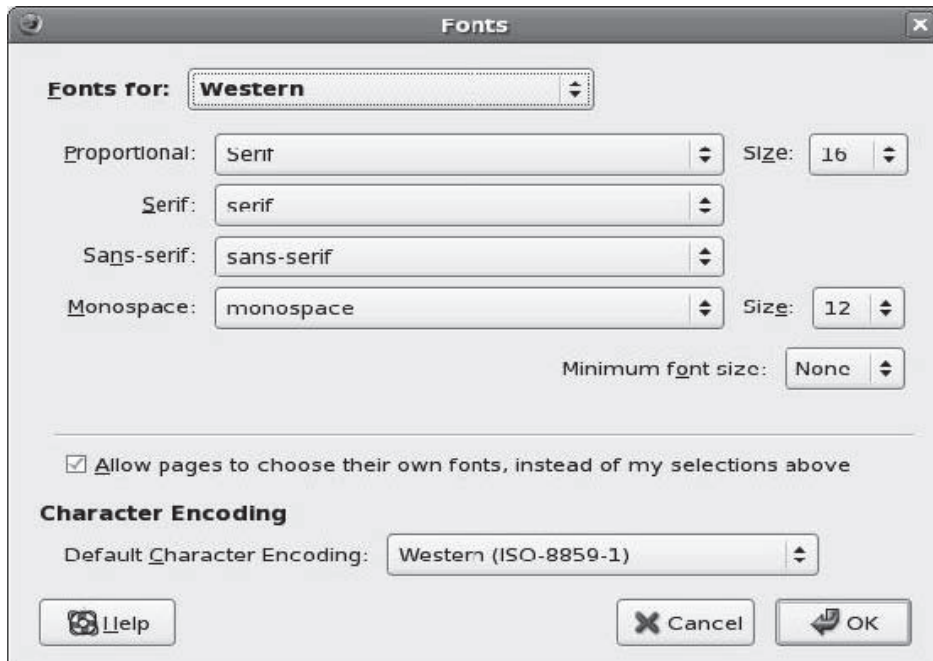 Fonts
Fonts for: Western
Proportional: Serif Size: 16
Serif: serif
Sans-serif: sans-serif
Monospace: monospace Size: 12
Minimum font size: None
Allow pages to choose their own fonts, instead of my selections above
Character Encoding
Default Character Encoding: Western (ISO-8859-1)
Help Cancel OK